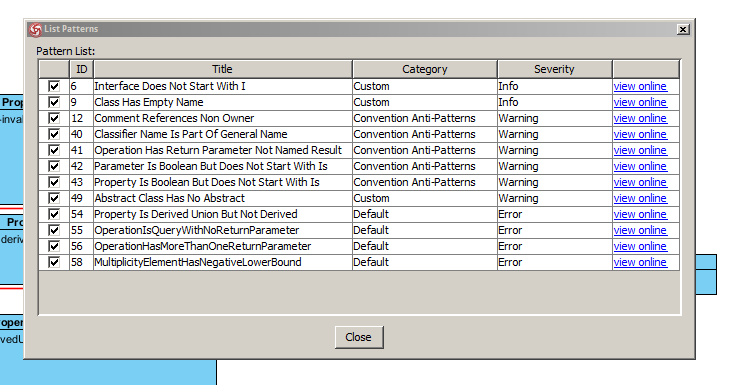 List Patterns
Pattern List:
ID Title Category Severity
6 Interface Does Not Start With I Custom Info view online
9 Class Has Empty Name Custom Info view online
12 Comment References Non Owner Convention Anti-Patterns Warning view online
40 Classifier Name Is Part Of General Name Convention Anti-Patterns Warning view online
41 Operation Has Return Parameter Not Named Result Convention Anti-Patterns Warning view online
42 Parameter Is Boolean But Does Not Start With Is Convention Anti-Patterns Warning view online
43 Property Is Boolean But Does Not Start With Is Convention Anti-Patterns Warning view online
49 Abstract Class Has No Abstract Custom Warning view online
54 Property Is Derived Union But Not Derived Default Error view online
55 OperationIsQueryWithNoReturnParameter Default Error view online
56 OperationHasMoreThanOneReturnParameter Default Error view online
58 MultiplicityElementHasNegativeLowerBound Default Error view online
Close
Prop
-inval
Pro
deriv
oper
vedU